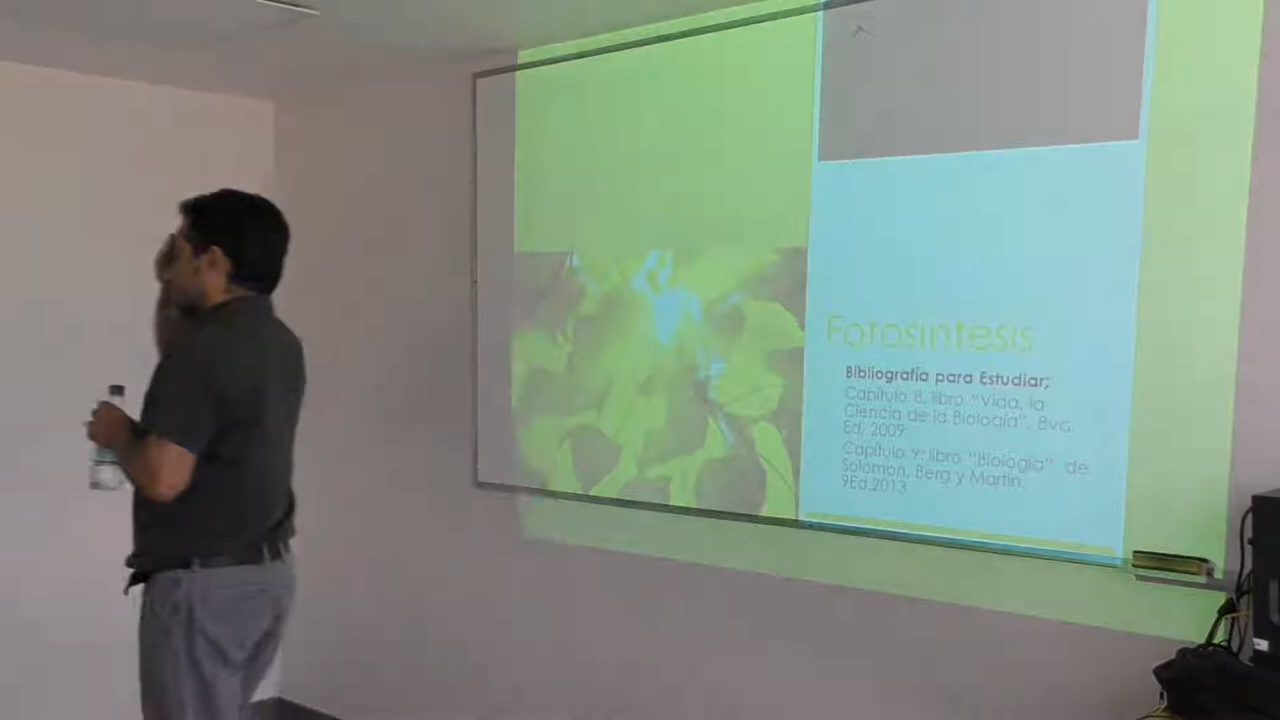 Fotosíntesis
Bibliografía para Estudiar;
Capítulo 8, libro "Vida, la
Ciencia de la Biología", 8va.
Ed. 2009
Capítulo 9; libro "Biología" de
Solomon, Berg y Martin.
9Ed.2013